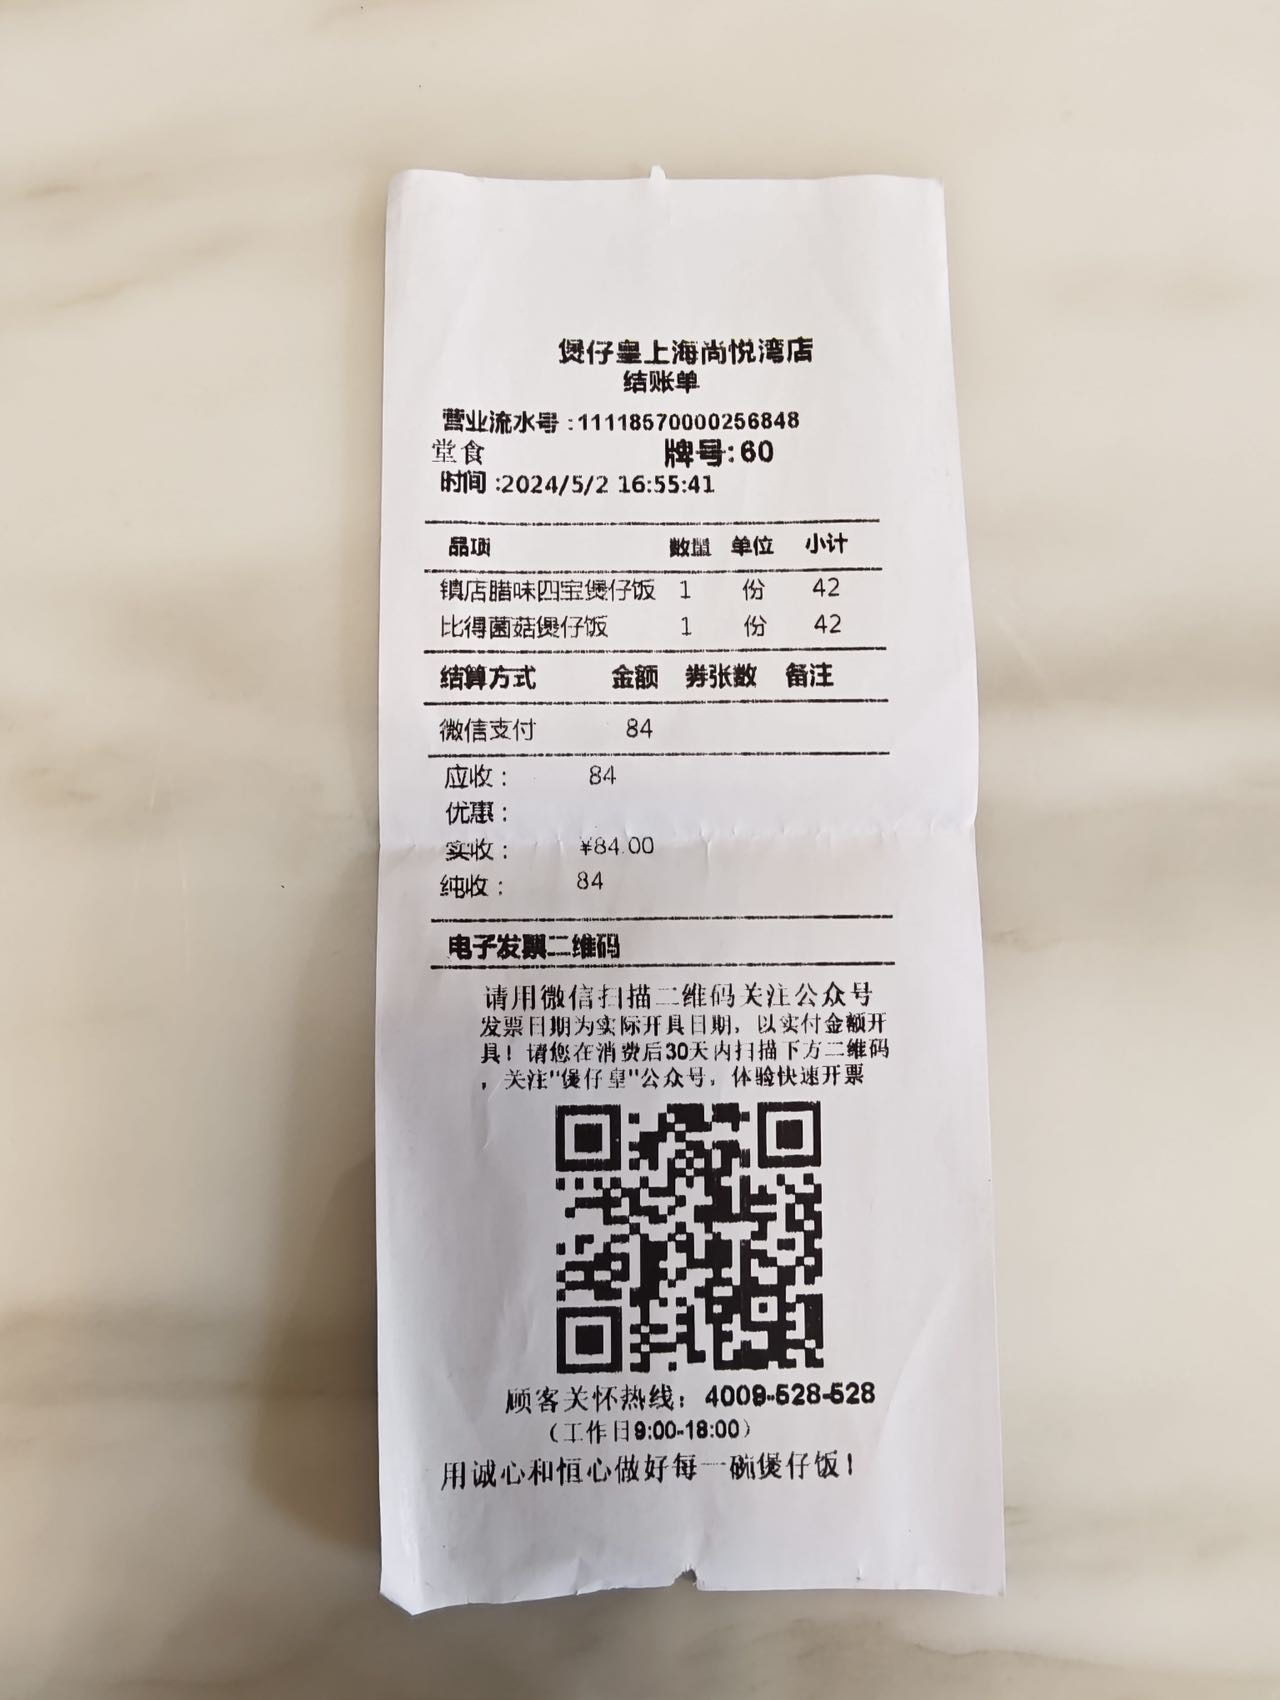 煲仔皇上海尚悦湾店
结账单
营业流水号:11118570000256848
堂食 牌号:60
时间:2024/5/2 16:55:41
品项 数量 单位 小计
镇店腊味四宝煲仔饭 1 份 42
比得菌菇煲仔饭 1 份 42
结算方式 金额 券张数 备注
微信支付 84
应收: 84
优惠:
实收: ¥84.00
纯收: 84
电子发票二维码
请用微信扫描二维码关注公众号
发票日期为实际开具日期，以实付金额开
具！请您在消费后30天内扫描下方二维码
，关注"煲仔皇"公众号，体验快速开票
顾客关怀热线：4009-528-528
（工作日9:00-18:00）
用诚心和恒心做好每一碗煲仔饭！